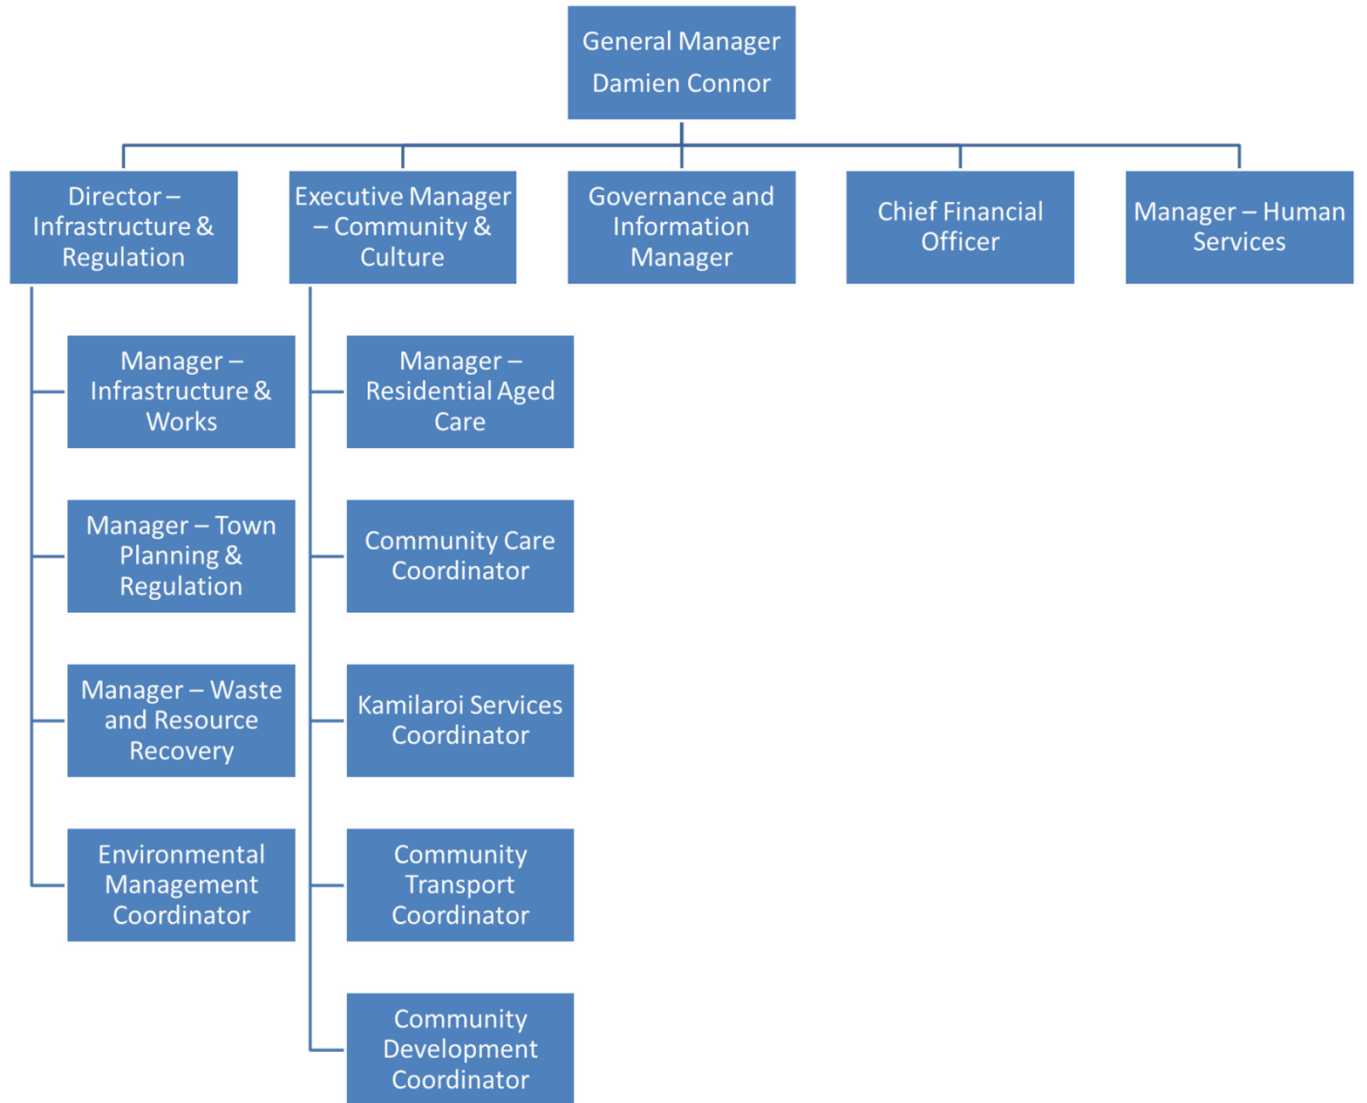 General Manager
Damien Connor
Director –
Infrastructure &
Regulation
Executive Manager
– Community &
Culture
Governance and
Information
Manager
Chief Financial
Officer
Manager – Human
Services
Manager –
Infrastructure &
Works
Manager – Town
Planning &
Regulation
Manager – Waste
and Resource
Recovery
Environmental
Management
Coordinator
Manager –
Residential Aged
Care
Community Care
Coordinator
Kamilaroi Services
Coordinator
Community
Transport
Coordinator
Community
Development
Coordinator